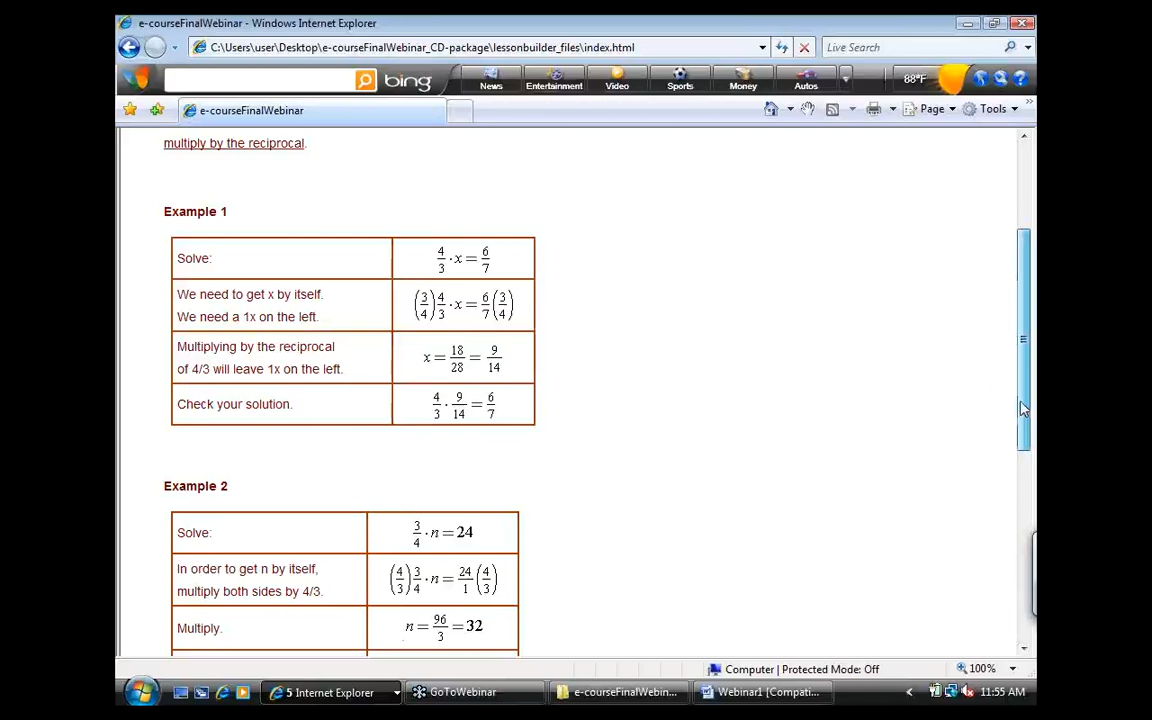 e-courseFinalWebinar - Windows Internet Explorer
C:\Users\user\Desktop\e-courseFinalWebinar_CD-package\lessonbuilder_files\index.html
Live Search
bing
News
Entertainment
Video
Sports
Money
Autos
88°F
e-courseFinalWebinar
Page
Tools
multiply by the reciprocal.
Example 1
Solve: 4/3 · x = 6/7
We need to get x by itself.
We need a 1x on the left.
(3/4) 4/3 · x = 6/7 (3/4)
Multiplying by the reciprocal
of 4/3 will leave 1x on the left.
x = 18/28 = 9/14
Check your solution. 4/3 · 9/14 = 6/7
Example 2
Solve: 3/4 · n = 24
In order to get n by itself,
multiply both sides by 4/3.
(4/3) 3/4 · n = 24/1 (4/3)
Multiply. n = 96/3 = 32
Computer | Protected Mode: Off
100%
5 Internet Explorer
GoToWebinar
e-courseFinalWebin...
Webinar1 [Compati...
11:55 AM